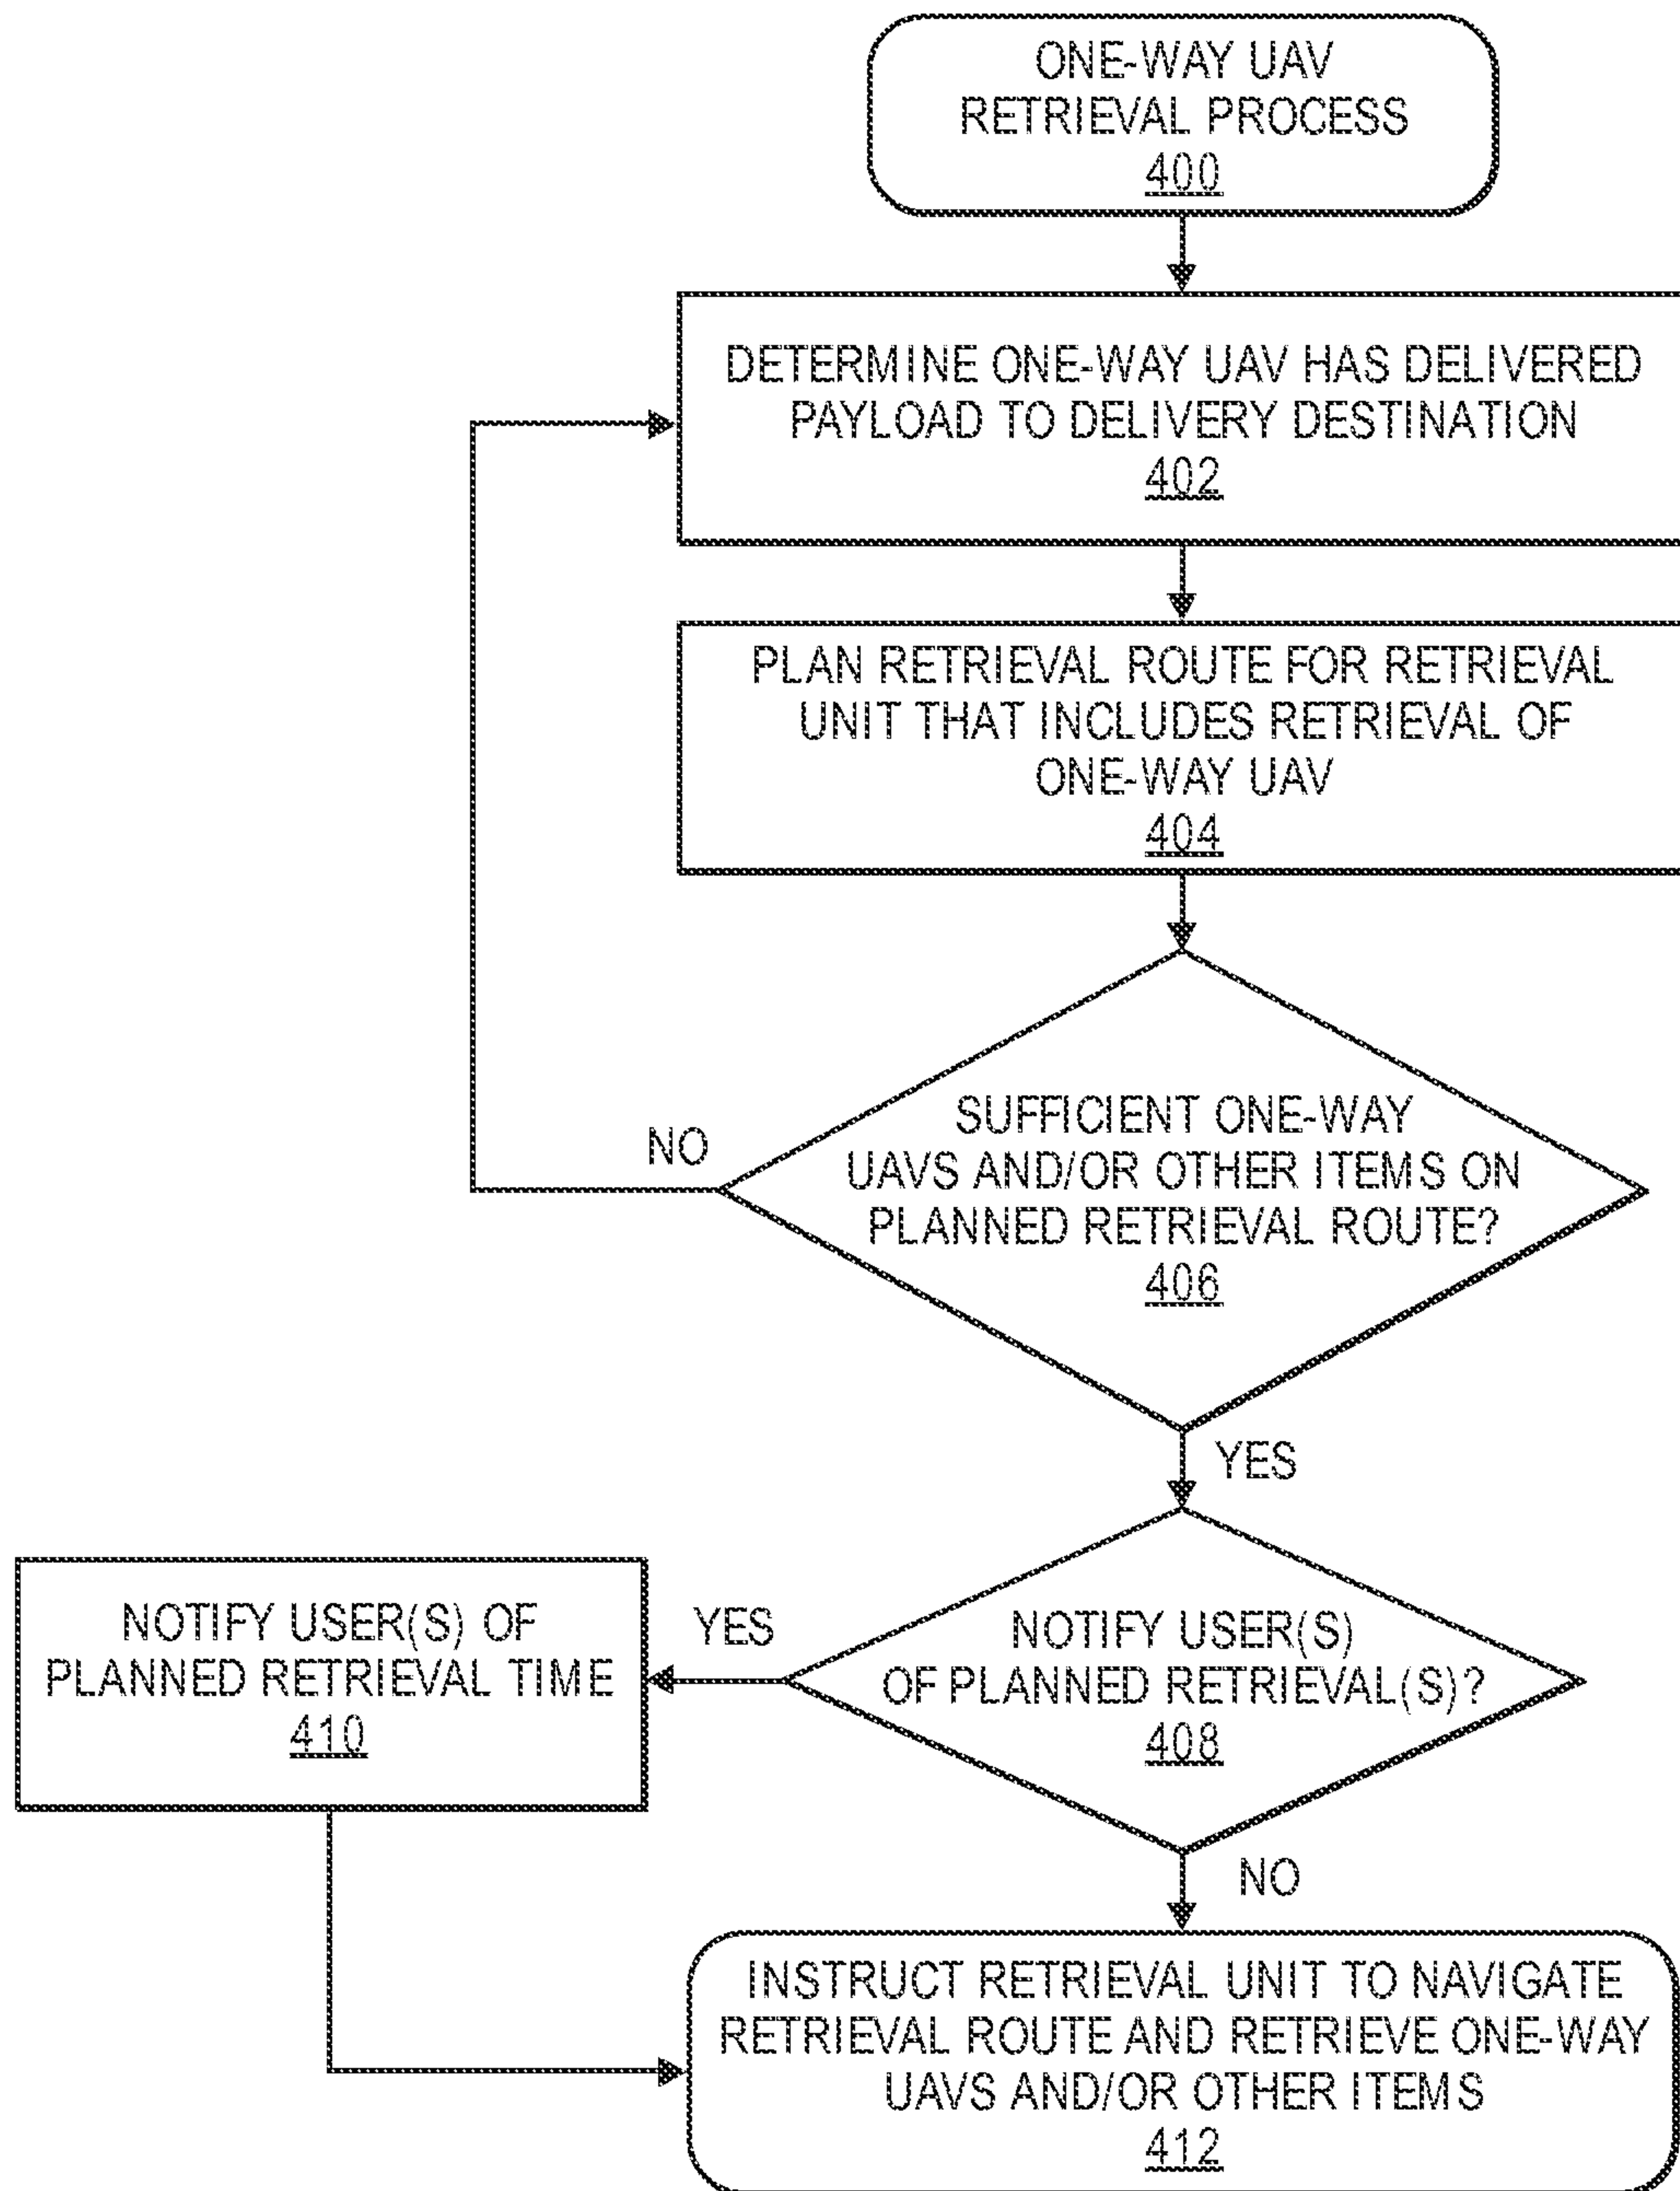 ONE-WAY UAV
RETRIEVAL PROCESS
400
DETERMINE ONE-WAY UAV HAS DELIVERED
PAYLOAD TO DELIVERY DESTINATION
402
PLAN RETRIEVAL ROUTE FOR RETRIEVAL
UNIT THAT INCLUDES RETRIEVAL OF
ONE-WAY UAV
404
SUFFICIENT ONE-WAY
UAVS AND/OR OTHER ITEMS ON
PLANNED RETRIEVAL ROUTE?
406
NO
YES
NOTIFY USER(S)
OF PLANNED RETRIEVAL(S)?
408
YES
NOTIFY USER(S) OF
PLANNED RETRIEVAL TIME
410
NO
INSTRUCT RETRIEVAL UNIT TO NAVIGATE
RETRIEVAL ROUTE AND RETRIEVE ONE-WAY
UAVS AND/OR OTHER ITEMS
412